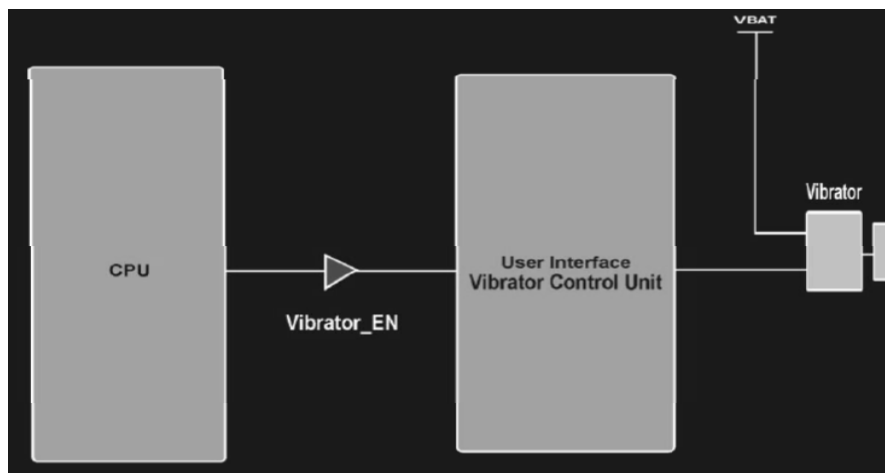 VBAT
Vibrator
CPU
User Interface
Vibrator Control Unit
Vibrator_EN